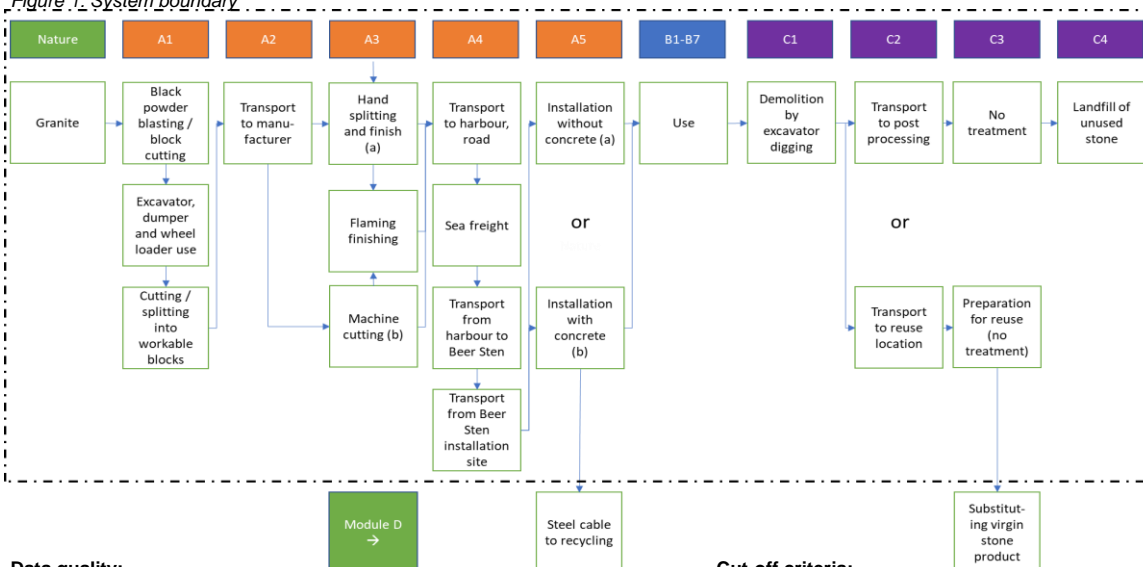 Figure 1: System boundary
Nature
A1
A2
A3
A4
A5
B1-B7
C1
C2
C3
C4
Granite
Black
powder
blasting /
block
cutting
Transport
to manu-
facturer
Hand
splitting
and finish
(a)
Transport
to harbour,
road
Installation
without
concrete (a)
Use
Demolition
by
excavator
digging
Transport
to post
processing
No
treatment
Landfill of
unused
stone
Excavator,
dumper
and wheel
loader use
Flaming
finishing
Sea freight
or
or
Cutting /
splitting
into
workable
blocks
Machine
cutting (b)
Transport
from
harbour to
Beer Sten
Installation
with
concrete
(b)
Transport
to reuse
location
Preparation
for reuse
(no
treatment)
Transport
from Beer
Sten
installation
site
Module D
→
Steel cable
to recycling
Substitut-
ing virgin
stone
product
Data quality:
Cut-off criteria: